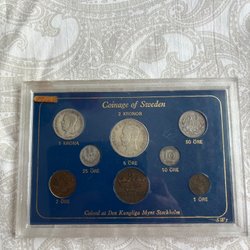 Coinage of Sweden
2 KRONOR
1 KRONA
50 ÖRE
25 ÖRE
5 ÖRE
10 ÖRE
2 ÖRE
1 ÖRE
Coined at Den Kungliga Mynt Stockholm